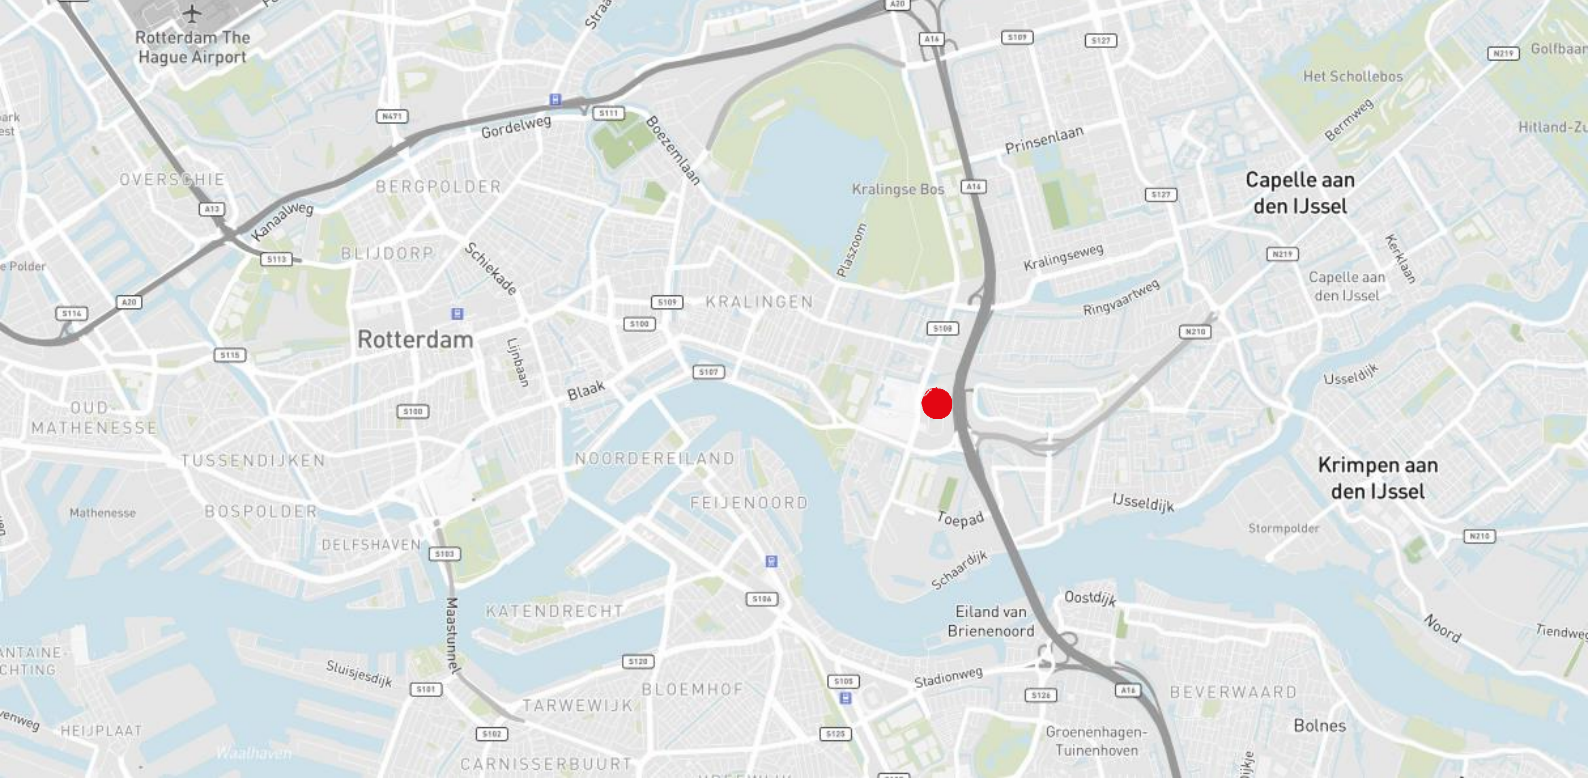 Rotterdam The
Hague Airport
A20
A16
S109
S127
N219
Golfbaan
Het Schollebos
N471
S111
Gordelweg
Boezemlaan
Prinsenlaan
Bermweg
OVERSCHIE
BERGPOLDER
Kralingse Bos
A16
S127
Capelle aan
den IJssel
A13
Kanaalweg
BLIJDORP
S113
Schiekade
Plaszoom
Kralingseweg
N219
Kerklaan
e Polder
Capelle aan
den IJssel
A20
S114
S109
KRALINGEN
Ringvaartweg
S100
S108
N210
Rotterdam
Lijnbaan
S115
S107
Blaak
IJsseldijk
OUD-
MATHENESSE
S100
TUSSENDIJKEN
NOORDEREILAND
Krimpen aan
den IJssel
FEIJENOORD
IJsseldijk
Mathenesse
BOSPOLDER
Toepad
Stormpolder
N210
DELFSHAVEN
S103
Schaardijk
S106
Oostdijk
KATENDRECHT
Eiland van
Brienenoord
Maastunnel
Noord
Tiendweg
ANTAINE-
CHTING
Sluisjesdijk
S120
Stadionweg
S101
BLOEMHOF
S105
S126
A16
BEVERWAARD
TARWEWIJK
Bolnes
HEIJPLAAT
S102
S125
Groenenhagen-
Tuinenhoven
Waalhaven
CARNISSERBUURT